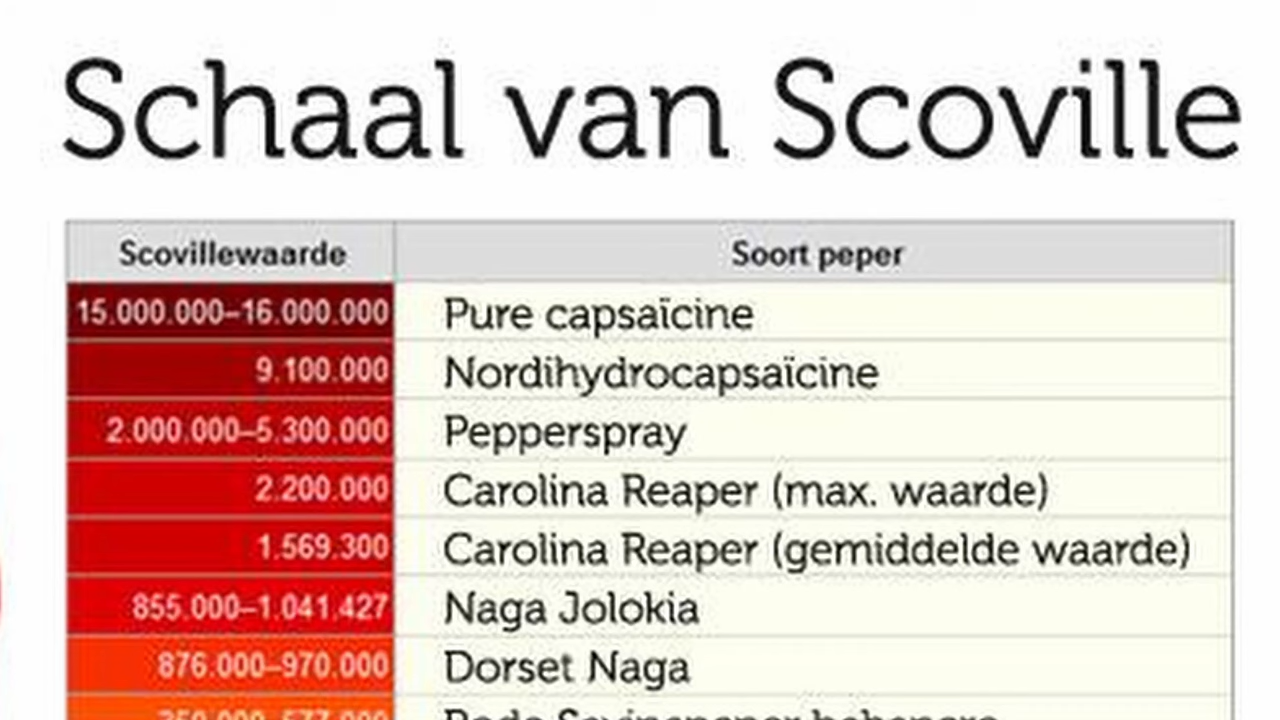 Schaal van Scoville
Scovillewaarde Soort peper
15.000.000–16.000.000 Pure capsaïcine
9.100.000 Nordihydrocapsaïcine
2.000.000–5.300.000 Pepperspray
2.200.000 Carolina Reaper (max. waarde)
1.569.300 Carolina Reaper (gemiddelde waarde)
855.000–1.041.427 Naga Jolokia
876.000–970.000 Dorset Naga